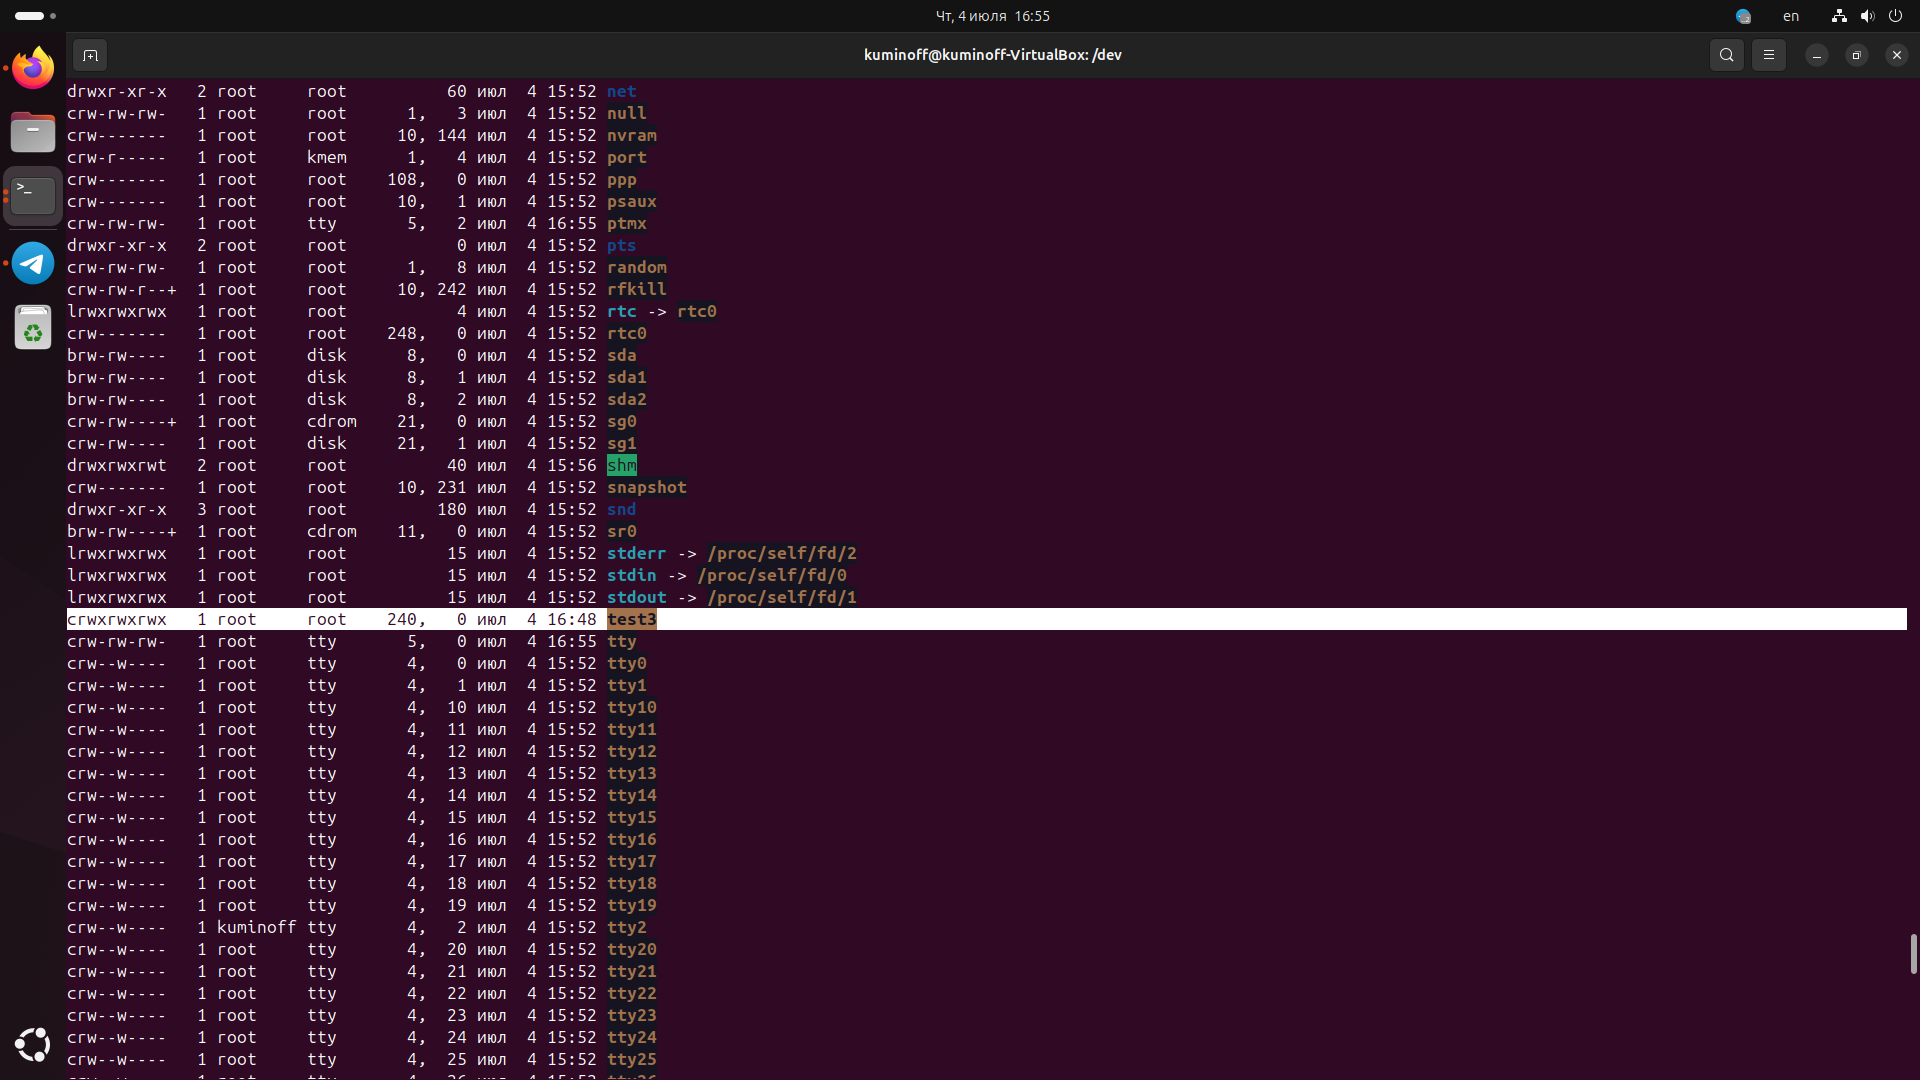 Чт, 4 июля 16:55
en
kuminoff@kuminoff-VirtualBox: /dev
drwxr-xr-x 2 root root 60 июл 4 15:52 net
crw-rw-rw- 1 root root 1, 3 июл 4 15:52 null
crw------- 1 root root 10, 144 июл 4 15:52 nvram
crw-r----- 1 root kmem 1, 4 июл 4 15:52 port
crw------- 1 root root 108, 0 июл 4 15:52 ppp
crw------- 1 root root 10, 1 июл 4 15:52 psaux
crw-rw-rw- 1 root tty 5, 2 июл 4 16:55 ptmx
drwxr-xr-x 2 root root 0 июл 4 15:52 pts
crw-rw-rw- 1 root root 1, 8 июл 4 15:52 random
crw-rw-r--+ 1 root root 10, 242 июл 4 15:52 rfkill
lrwxrwxrwx 1 root root 4 июл 4 15:52 rtc -> rtc0
crw------- 1 root root 248, 0 июл 4 15:52 rtc0
brw-rw---- 1 root disk 8, 0 июл 4 15:52 sda
brw-rw---- 1 root disk 8, 1 июл 4 15:52 sda1
brw-rw---- 1 root disk 8, 2 июл 4 15:52 sda2
crw-rw----+ 1 root cdrom 21, 0 июл 4 15:52 sg0
crw-rw---- 1 root disk 21, 1 июл 4 15:52 sg1
drwxrwxrwt 2 root root 40 июл 4 15:56 shm
crw------- 1 root root 10, 231 июл 4 15:52 snapshot
drwxr-xr-x 3 root root 180 июл 4 15:52 snd
brw-rw----+ 1 root cdrom 11, 0 июл 4 15:52 sr0
lrwxrwxrwx 1 root root 15 июл 4 15:52 stderr -> /proc/self/fd/2
lrwxrwxrwx 1 root root 15 июл 4 15:52 stdin -> /proc/self/fd/0
lrwxrwxrwx 1 root root 15 июл 4 15:52 stdout -> /proc/self/fd/1
crwxrwxrwx 1 root root 240, 0 июл 4 16:48 test3
crw-rw-rw- 1 root tty 5, 0 июл 4 16:55 tty
crw--w---- 1 root tty 4, 0 июл 4 15:52 tty0
crw--w---- 1 root tty 4, 1 июл 4 15:52 tty1
crw--w---- 1 root tty 4, 10 июл 4 15:52 tty10
crw--w---- 1 root tty 4, 11 июл 4 15:52 tty11
crw--w---- 1 root tty 4, 12 июл 4 15:52 tty12
crw--w---- 1 root tty 4, 13 июл 4 15:52 tty13
crw--w---- 1 root tty 4, 14 июл 4 15:52 tty14
crw--w---- 1 root tty 4, 15 июл 4 15:52 tty15
crw--w---- 1 root tty 4, 16 июл 4 15:52 tty16
crw--w---- 1 root tty 4, 17 июл 4 15:52 tty17
crw--w---- 1 root tty 4, 18 июл 4 15:52 tty18
crw--w---- 1 root tty 4, 19 июл 4 15:52 tty19
crw--w---- 1 kuminoff tty 4, 2 июл 4 15:52 tty2
crw--w---- 1 root tty 4, 20 июл 4 15:52 tty20
crw--w---- 1 root tty 4, 21 июл 4 15:52 tty21
crw--w---- 1 root tty 4, 22 июл 4 15:52 tty22
crw--w---- 1 root tty 4, 23 июл 4 15:52 tty23
crw--w---- 1 root tty 4, 24 июл 4 15:52 tty24
crw--w---- 1 root tty 4, 25 июл 4 15:52 tty25